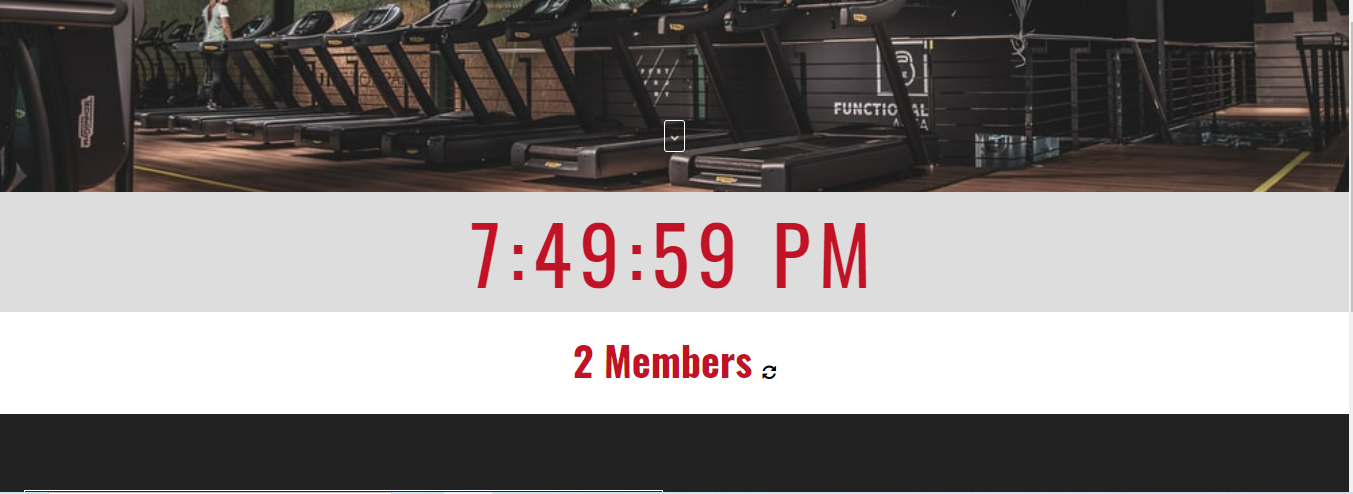 FUNCTIONAL
7:49:59 PM
2 Members